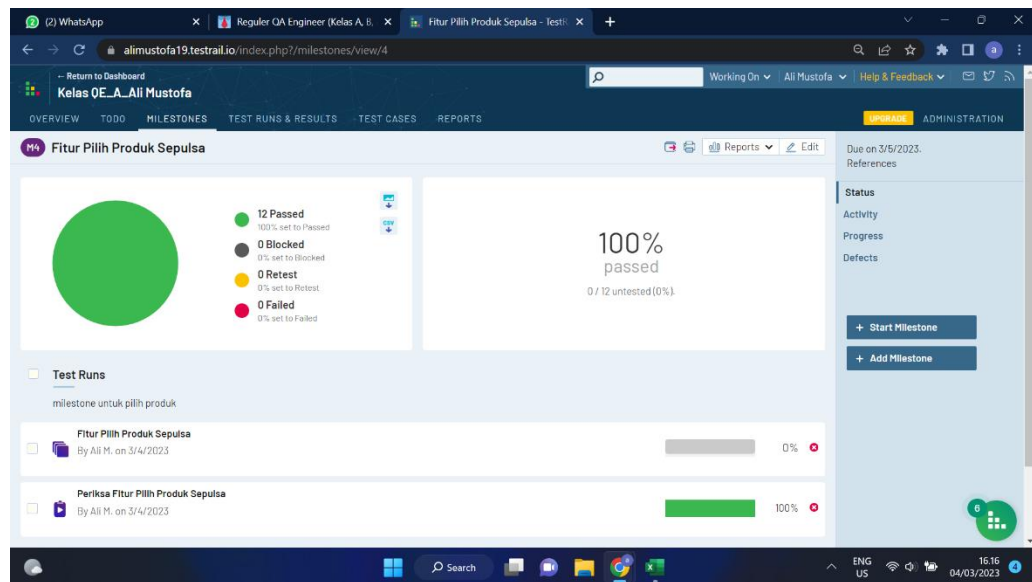 (2) WhatsApp
Reguler QA Engineer (Kelas A, B,
Fitur Pilih Produk Sepulsa - TestR
alimustofa19.testrail.io/index.php?/milestones/view/4
a
← Return to Dashboard
Kelas QE_A_Ali Mustofa
Working On
Ali Mustofa
Help & Feedback
OVERVIEW TODO MILESTONES TEST RUNS & RESULTS TEST CASES REPORTS
UPGRADE ADMINISTRATION
M4 Fitur Pilih Produk Sepulsa
Reports
Edit
Due on 3/5/2023.
References
Status
Activity
Progress
Defects
+ Start Milestone
+ Add Milestone
12 Passed
100% set to Passed
0 Blocked
0% set to Blocked
0 Retest
0% set to Retest
0 Failed
0% set to Failed
CSV
100%
passed
0 / 12 untested (0%).
Test Runs
milestone untuk pilih produk
Fitur Pilih Produk Sepulsa
By Ali M. on 3/4/2023
0%
Periksa Fitur Pilih Produk Sepulsa
By Ali M. on 3/4/2023
100%
6
Search
ENG
US
16.16
04/03/2023
4